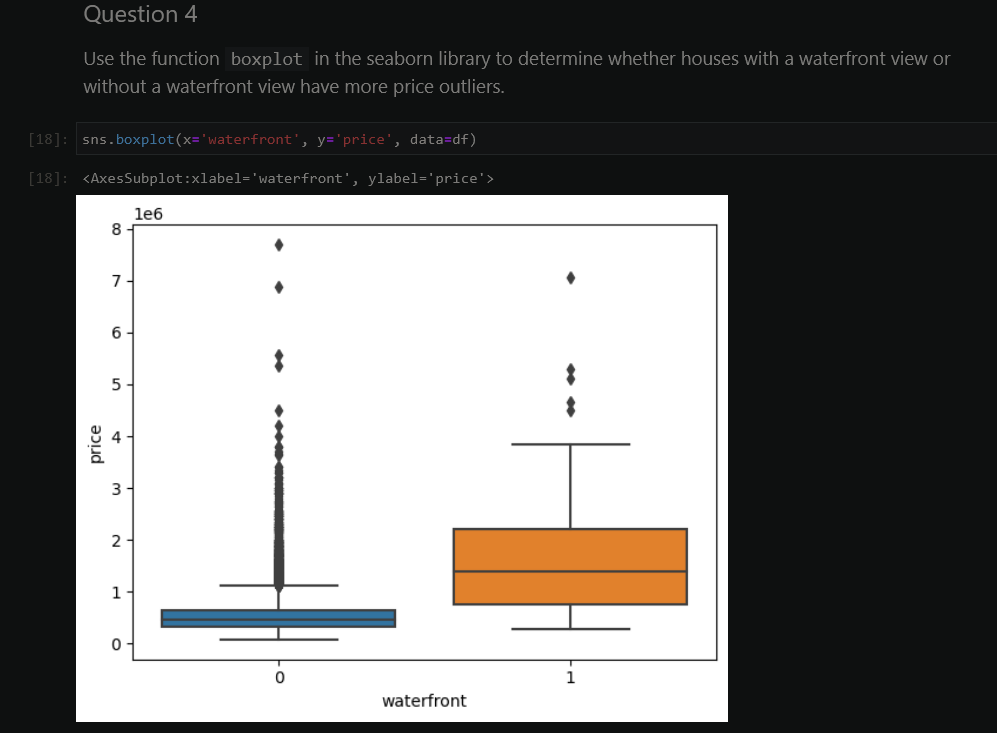 Question 4
Use the function boxplot in the seaborn library to determine whether houses with a waterfront view or
without a waterfront view have more price outliers.
[18]: sns.boxplot(x='waterfront', y='price', data=df)
[18]: <AxesSubplot:xlabel='waterfront', ylabel='price'>
1e6
8
7
6
5
4
3
2
1
0
price
0 1
waterfront